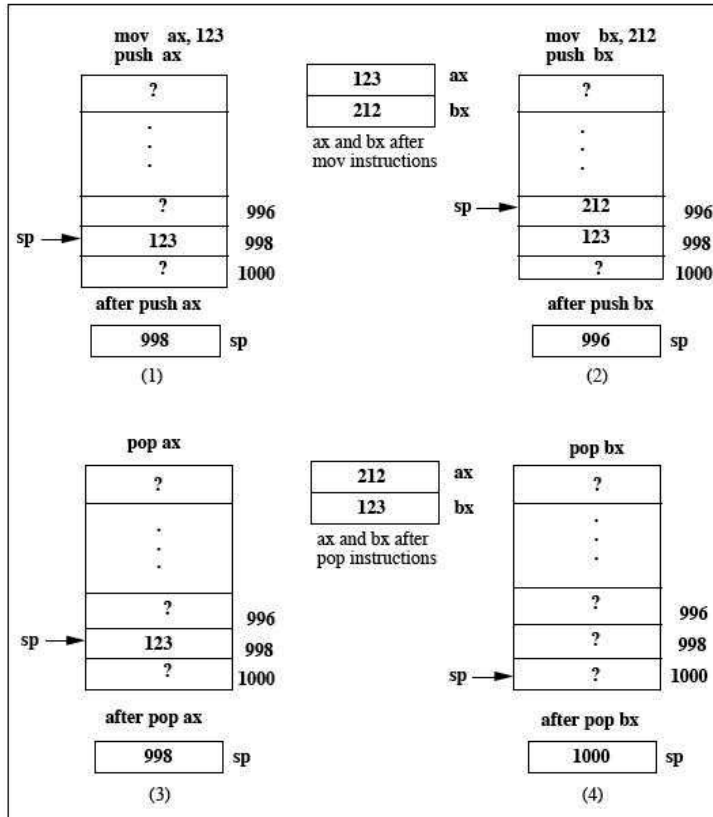 mov ax, 123
push ax
?
.
.
.
?
996
sp
123
998
?
1000
after push ax
998
sp
(1)
123
ax
212
bx
ax and bx after
mov instructions
mov bx, 212
push bx
?
.
.
.
sp
212
996
123
998
?
1000
after push bx
996
sp
(2)
pop ax
?
.
.
.
?
996
sp
123
998
?
1000
after pop ax
998
sp
(3)
212
ax
123
bx
ax and bx after
pop instructions
pop bx
?
.
.
.
?
996
?
998
sp
?
1000
after pop bx
1000
sp
(4)